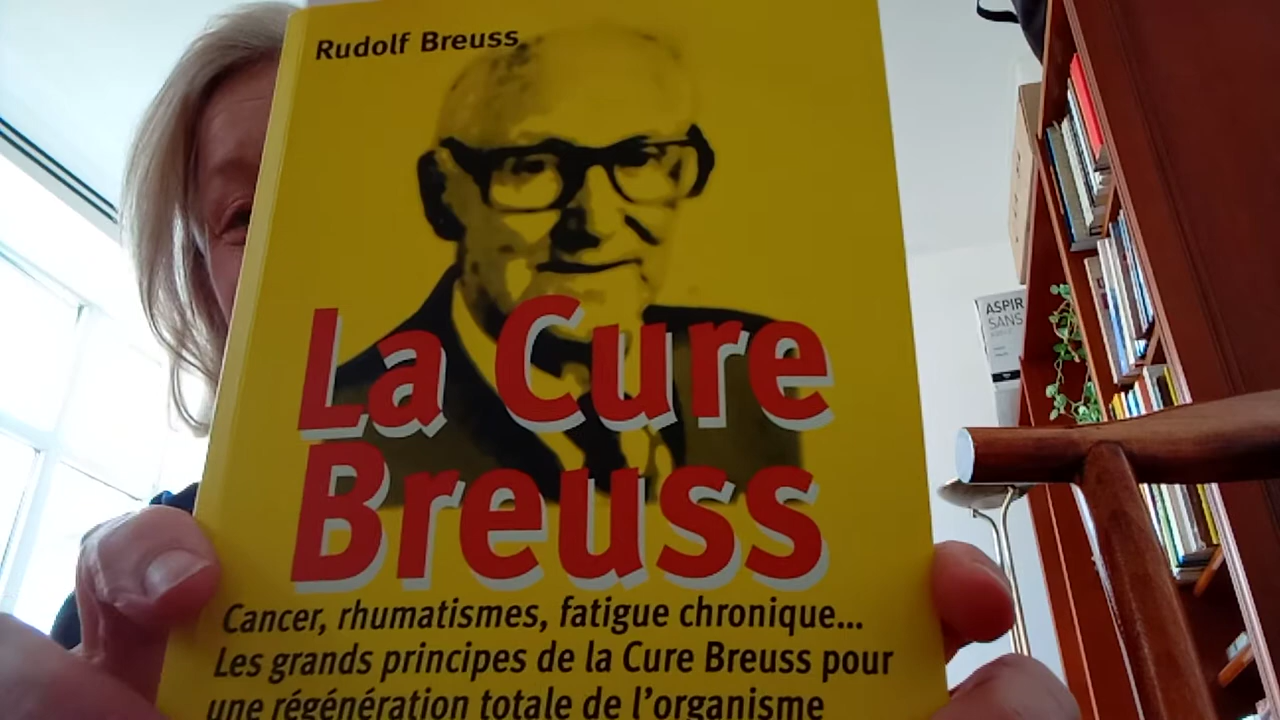 Rudolf Breuss
La Cure
Breuss
Cancer, rhumatismes, fatigue chronique...
Les grands principes de la Cure Breuss pour
une régénération totale de l'organisme
ASPIR
SANS